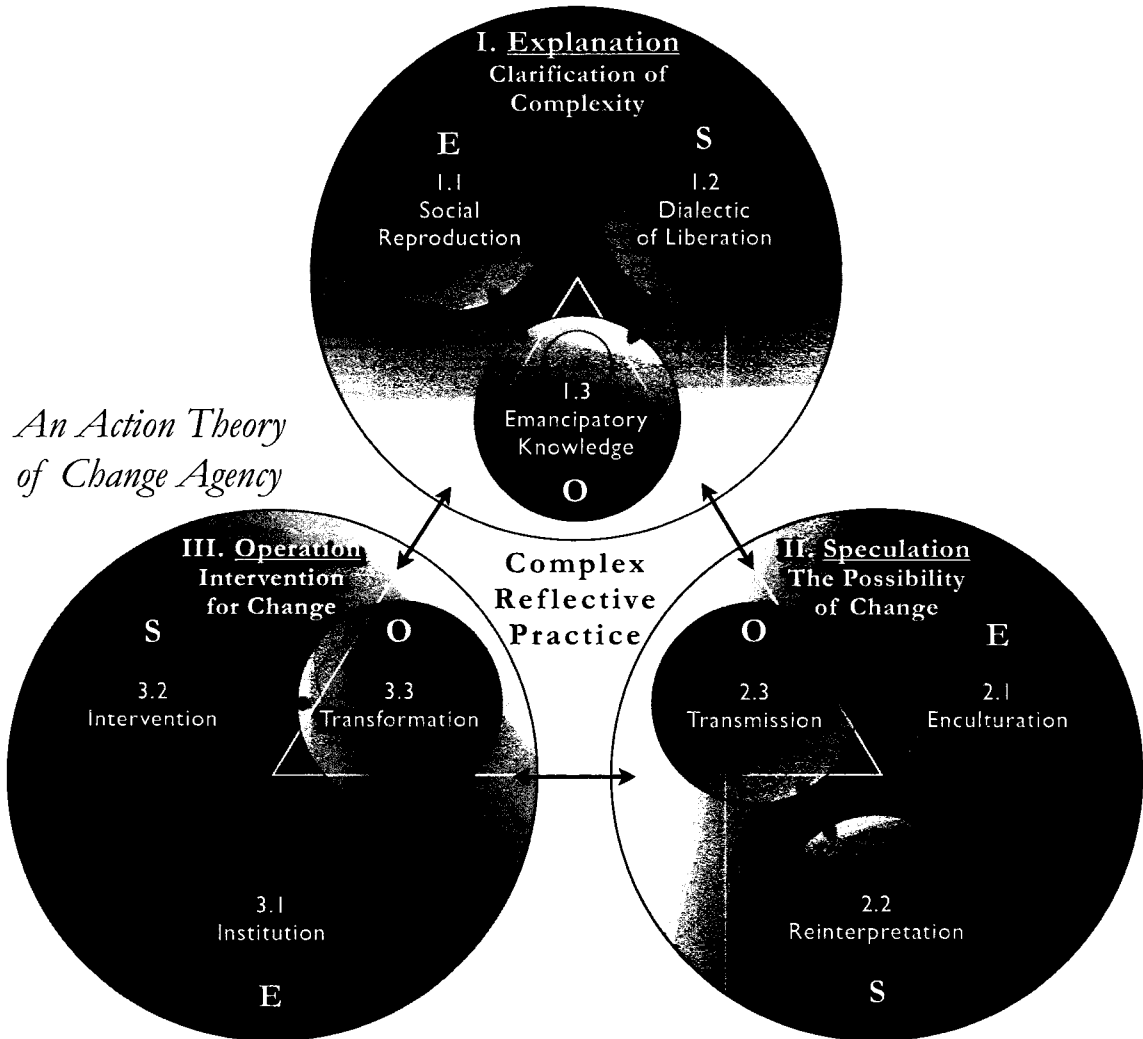 I. Explanation
Clarification of
Complexity
E
S
1.1
Social
Reproduction
1.2
Dialectic
of Liberation
1.3
Emancipatory
Knowledge
O
An Action Theory
of Change Agency
Complex
Reflective
Practice
III. Operation
Intervention
for Change
S
O
3.2
Intervention
3.3
Transformation
3.1
Institution
E
II. Speculation
The Possibility
of Change
O
E
2.3
Transmission
2.1
Enculturation
2.2
Reinterpretation
S